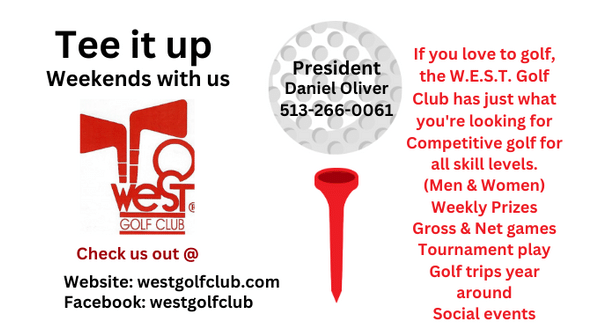 Tee it up
Weekends with us
WeST
GOLF CLUB
Check us out @
Website: westgolfclub.com
Facebook: westgolfclub
President
Daniel Oliver
513-266-0061
If you love to golf,
the W.E.S.T. Golf
Club has just what
you're looking for
Competitive golf for
all skill levels.
(Men & Women)
Weekly Prizes
Gross & Net games
Tournament play
Golf trips year
around
Social events